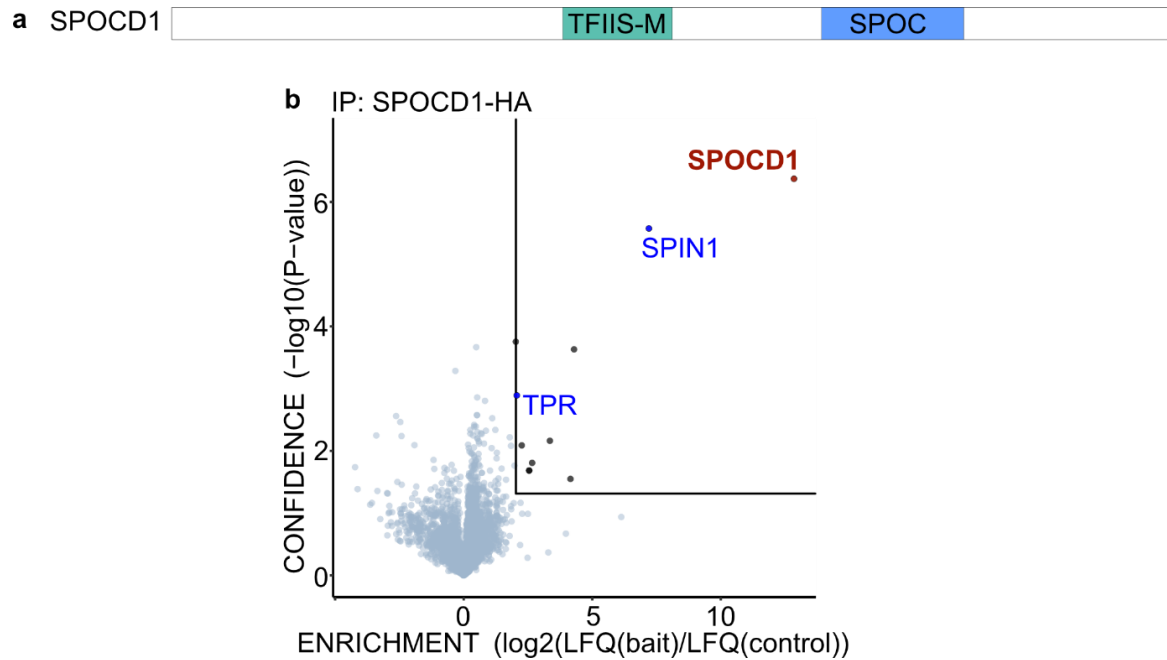 a SPOCD1 TFIIS-M SPOC
b IP: SPOCD1-HA
SPOCD1
SPIN1
TPR
CONFIDENCE (−log10(P−value))
6
4
2
0
0 5 10
ENRICHMENT (log2(LFQ(bait)/LFQ(control))